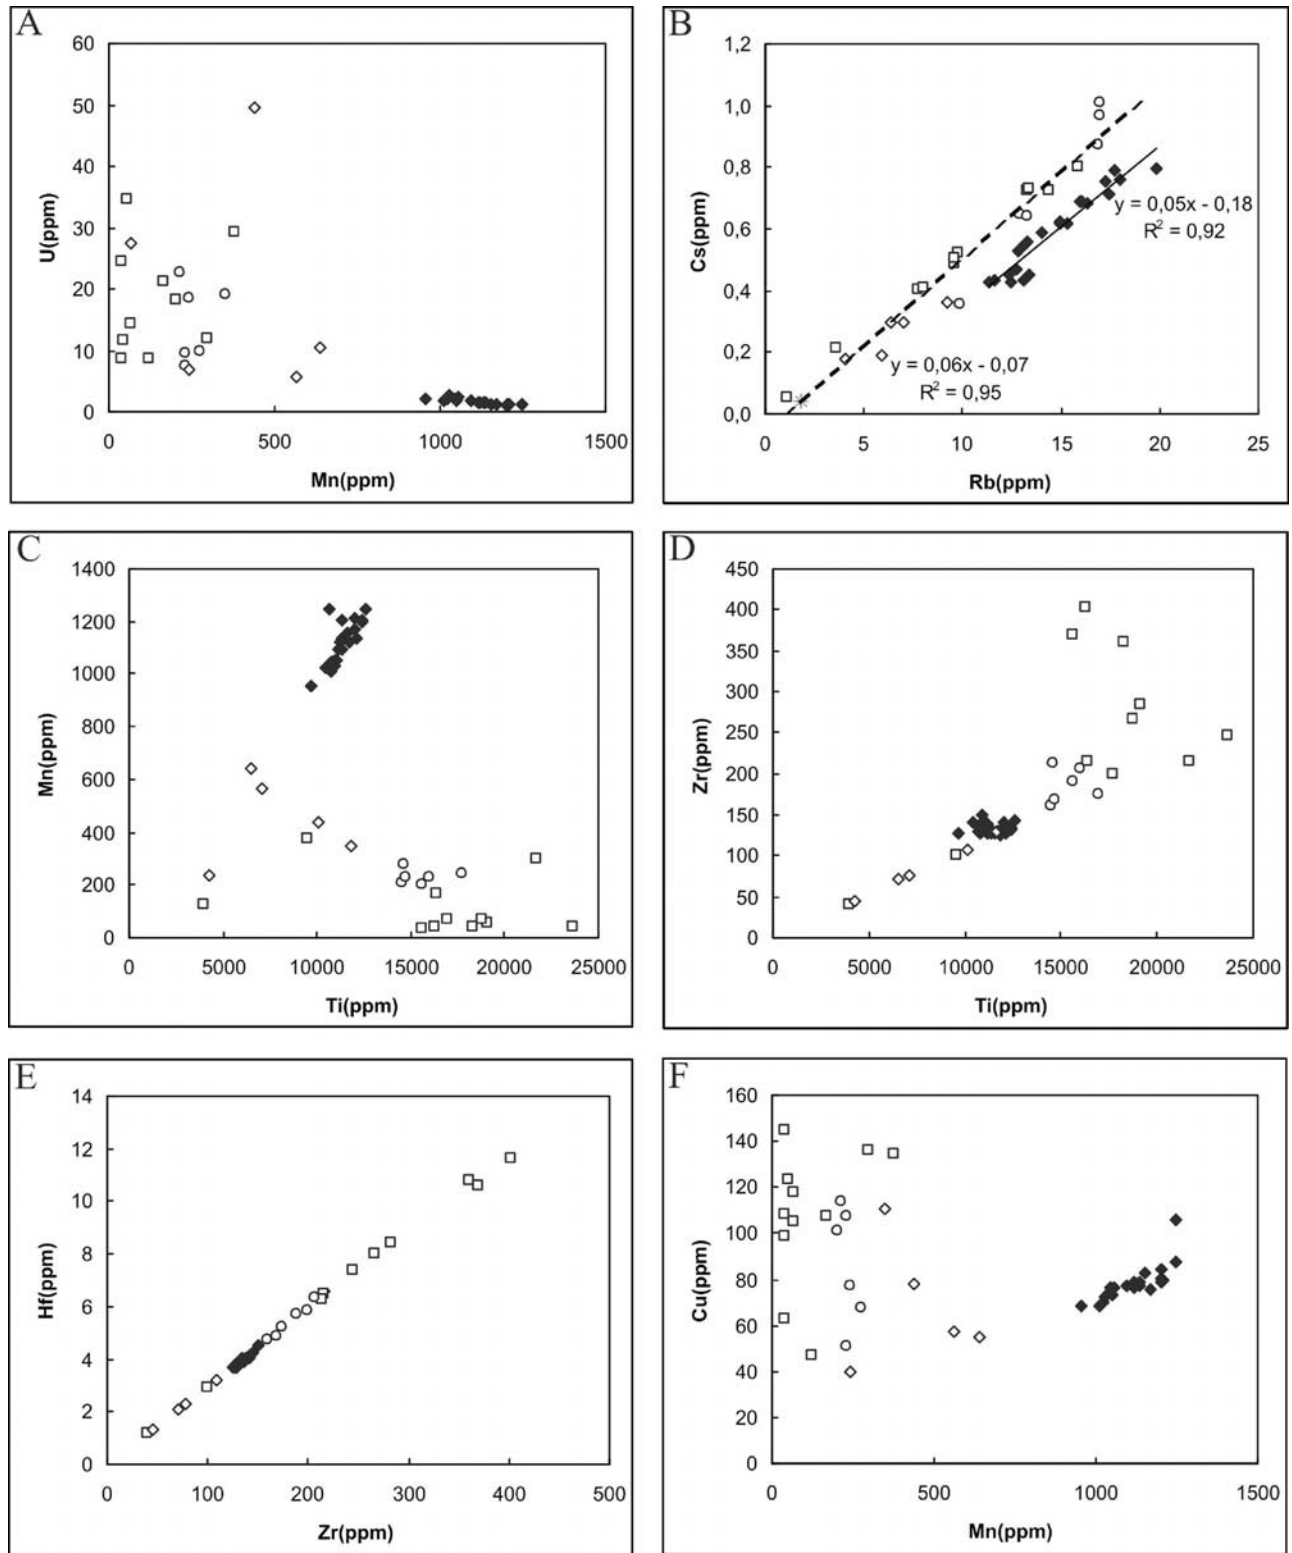 A
60
50
40
30
20
10
0
U(ppm)
0 500 1000 1500
Mn(ppm)
B
1,2
1,0
0,8
0,6
0,4
0,2
0,0
Cs(ppm)
y = 0,05x - 0,18
R² = 0,92
y = 0,06x - 0,07
R² = 0,95
0 5 10 15 20 25
Rb(ppm)
C
1400
1200
1000
800
600
400
200
0
Mn(ppm)
0 5000 10000 15000 20000 25000
Ti(ppm)
D
450
400
350
300
250
200
150
100
50
0
Zr(ppm)
0 5000 10000 15000 20000 25000
Ti(ppm)
E
14
12
10
8
6
4
2
0
Hf(ppm)
0 100 200 300 400 500
Zr(ppm)
F
160
140
120
100
80
60
40
20
0
Cu(ppm)
0 500 1000 1500
Mn(ppm)